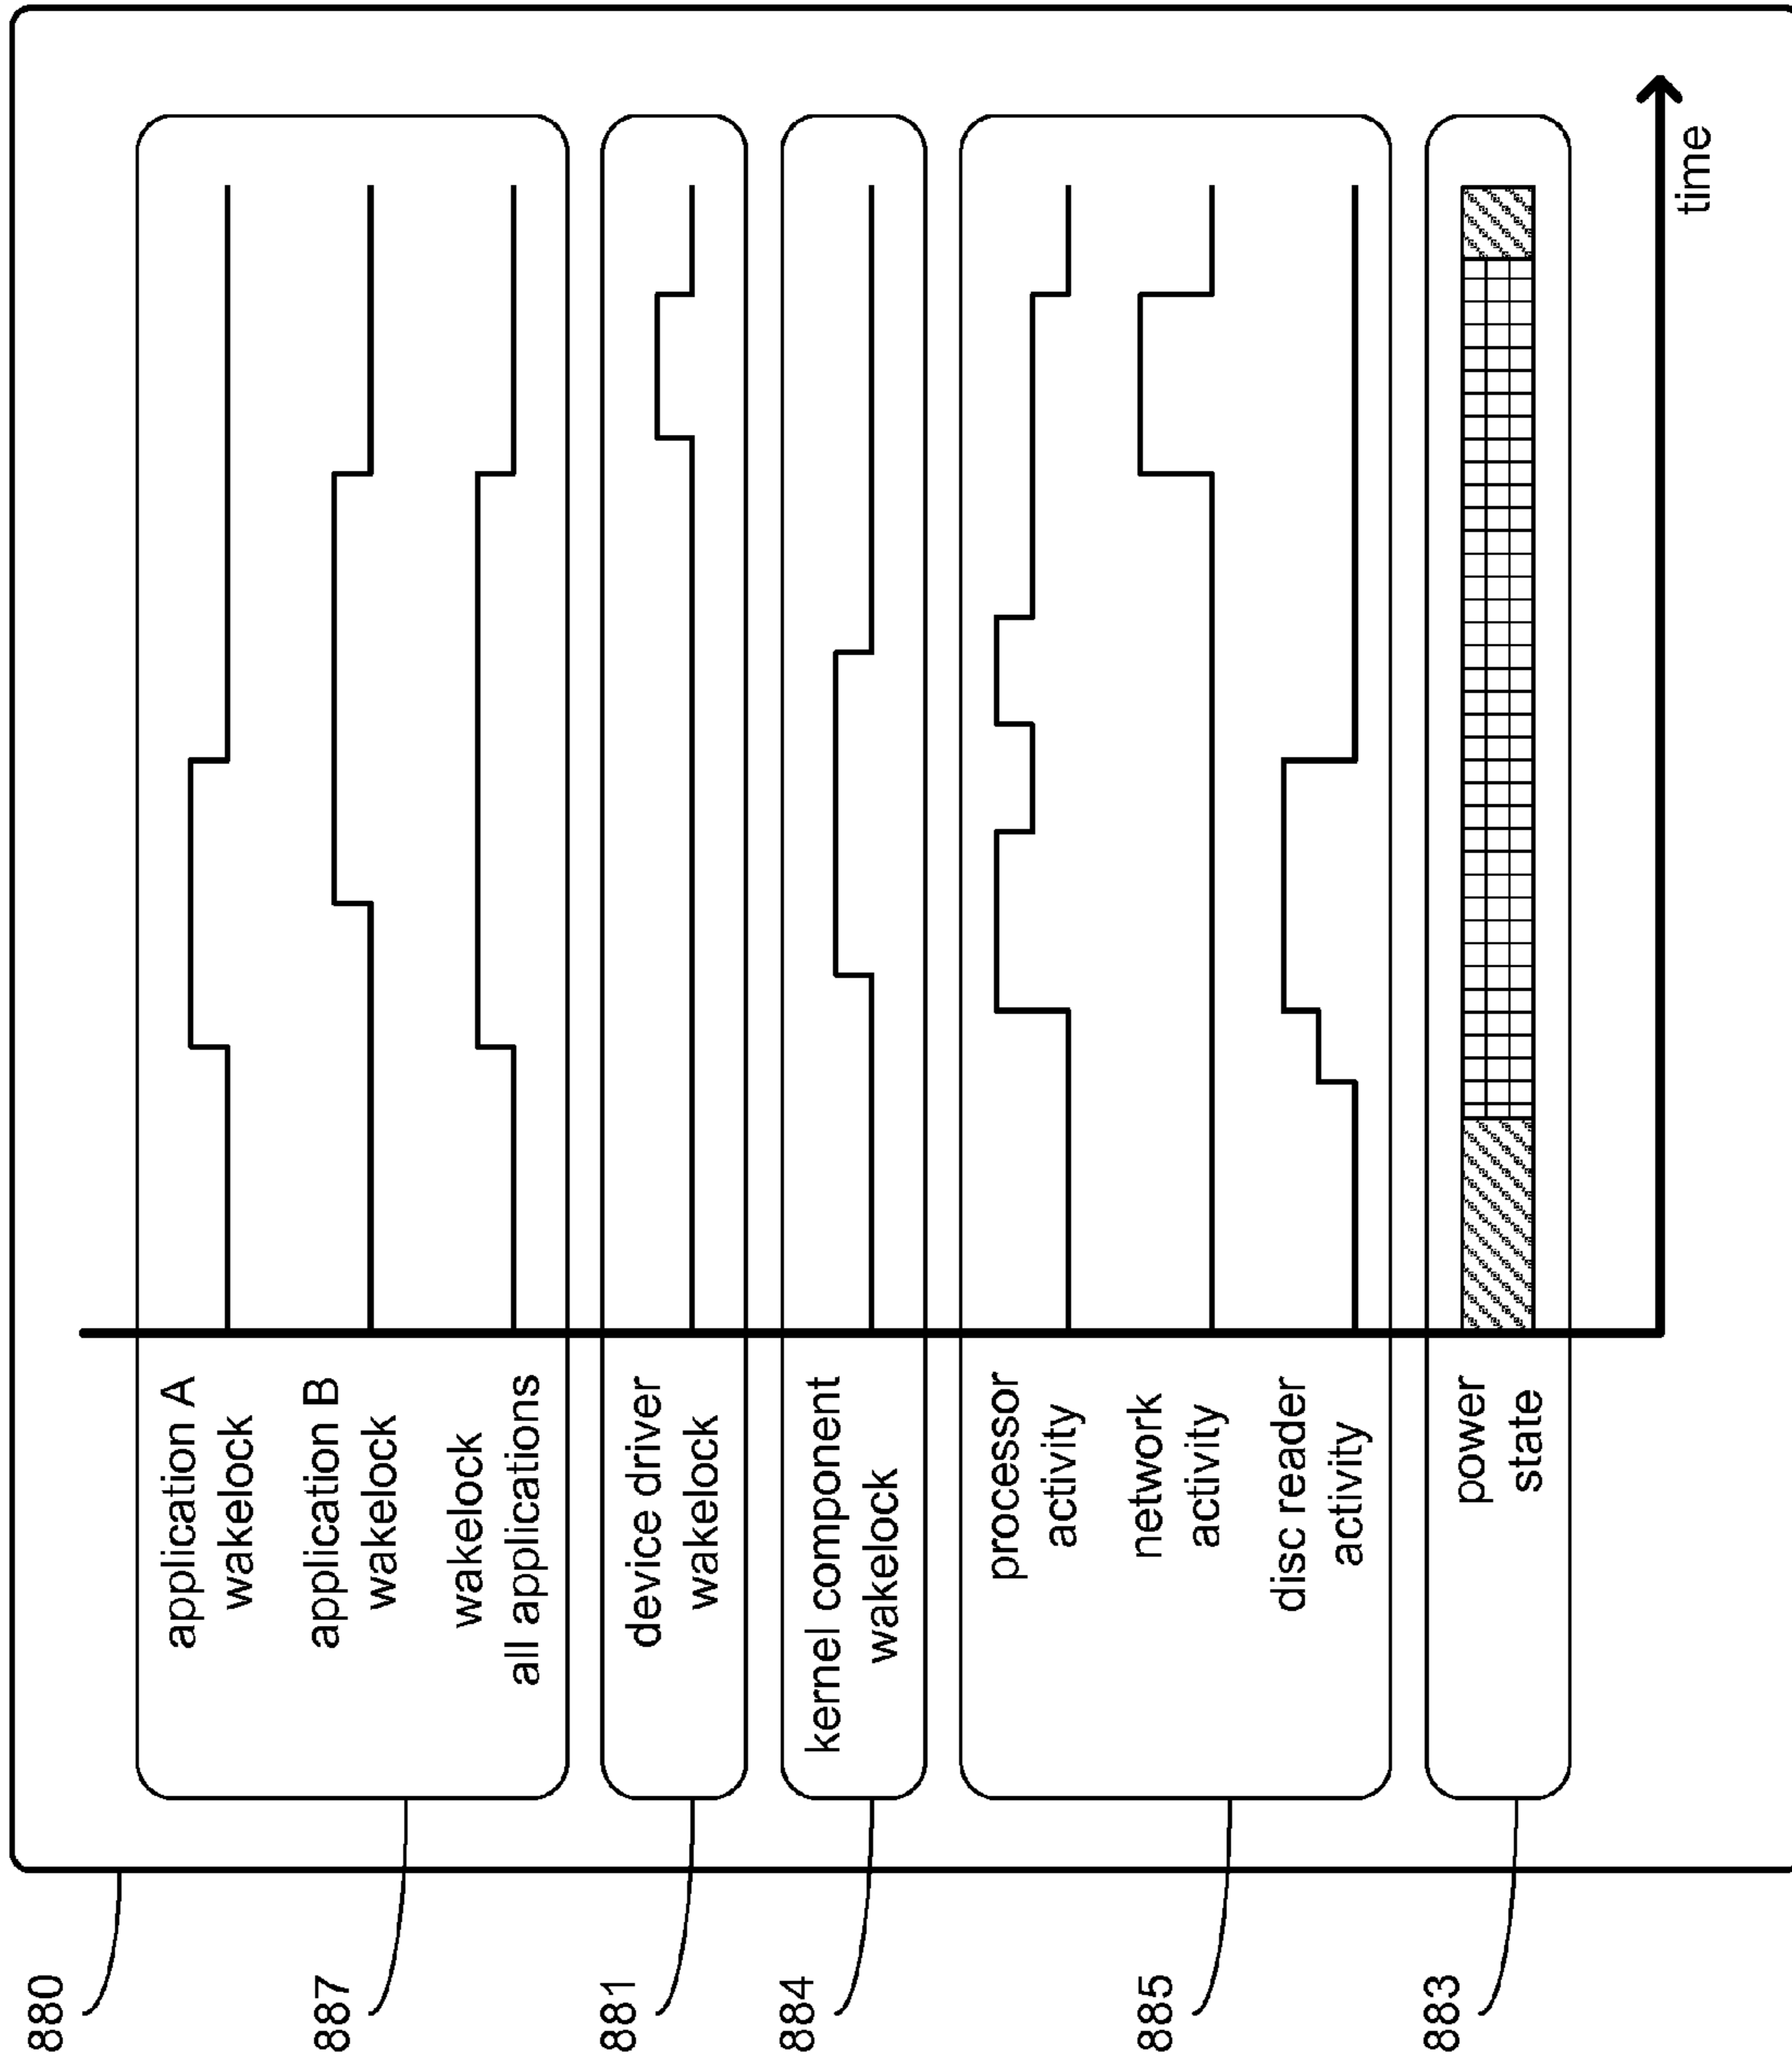 880
887
application A
wakelock
application B
wakelock
wakelock
all applications
881
device driver
wakelock
884
kernel component
wakelock
885
processor
activity
network
activity
disc reader
activity
883
power
state
time